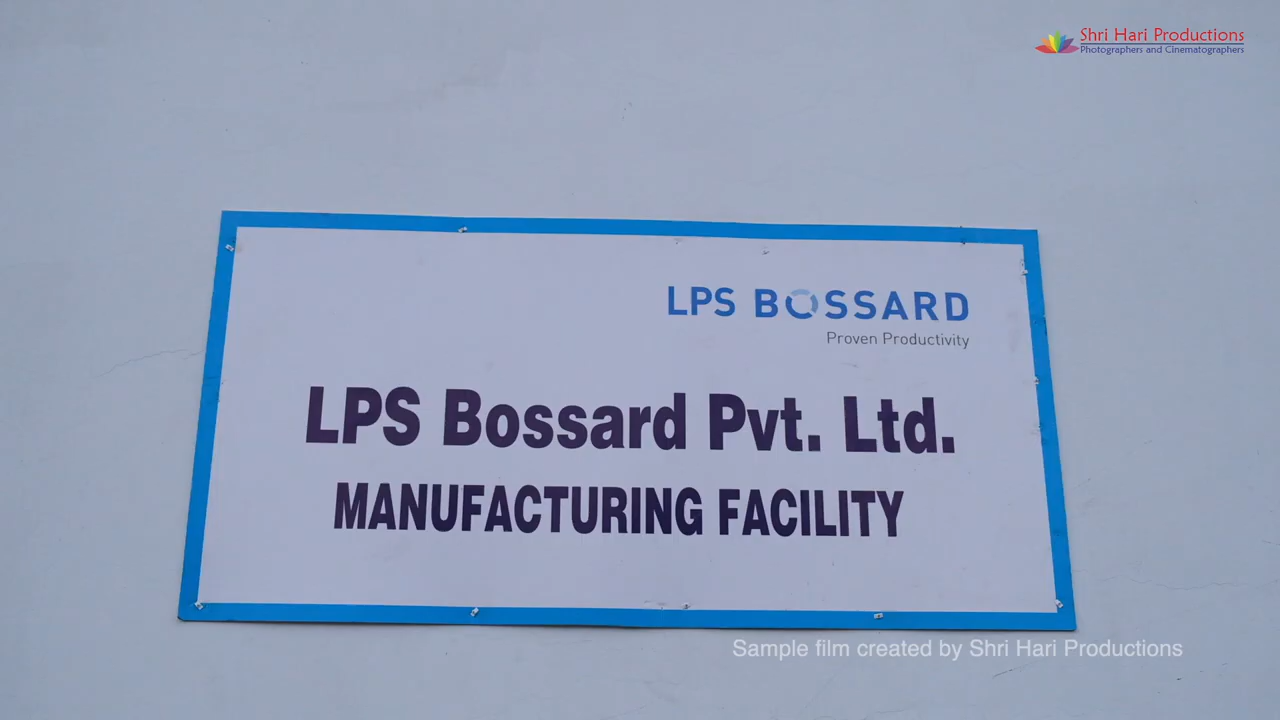 Shri Hari Productions
Photographers and Cinematographers
LPS BOSSARD
Proven Productivity
LPS Bossard Pvt. Ltd.
MANUFACTURING FACILITY
Sample film created by Shri Hari Productions